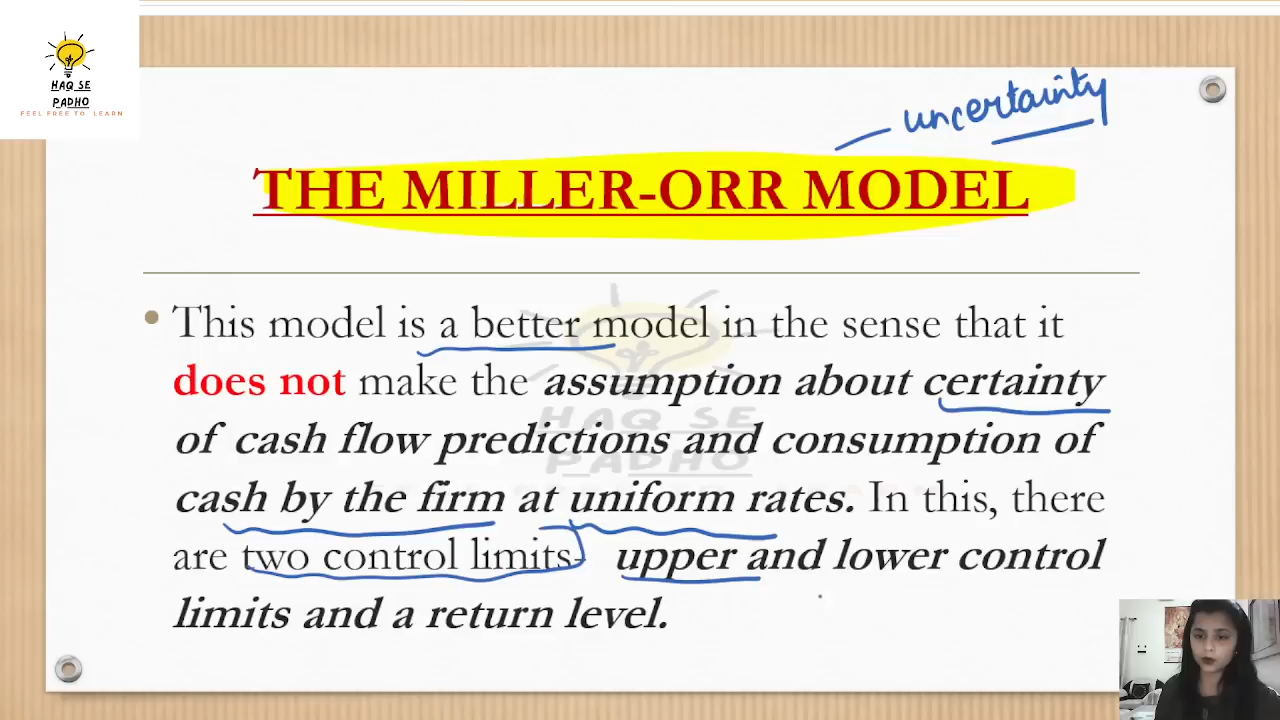 HAQ SE
PADHO
FEEL FREE TO LEARN
uncertainty
THE MILLER-ORR MODEL
• This model is a better model in the sense that it
does not make the assumption about certainty
of cash flow predictions and consumption of
cash by the firm at uniform rates. In this, there
are two control limits- upper and lower control
limits and a return level.
HAQ SE
PADHO